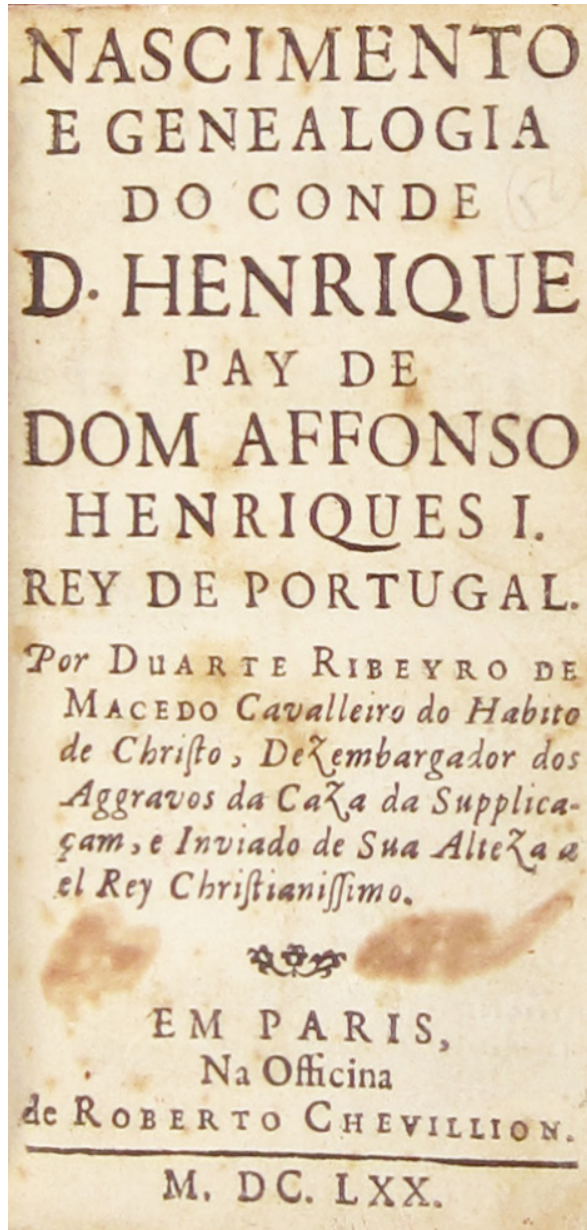 NASCIMENTO
E GENEALOGIA
DO CONDE
D. HENRIQUE
PAY DE
DOM AFFONSO
HENRIQUES I.
REY DE PORTUGAL.
Por DUARTE RIBEYRO DE
MACEDO Cavalleiro do Habito
de Chriſto, Dezembargador dos
Aggravos da Caza da Supplica-
çam, e Inviado de Sua Alteza a
el Rey Chriſtianiſſimo.
EM PARIS,
Na Officina
de ROBERTO CHEVILLION.
M. DC. LXX.